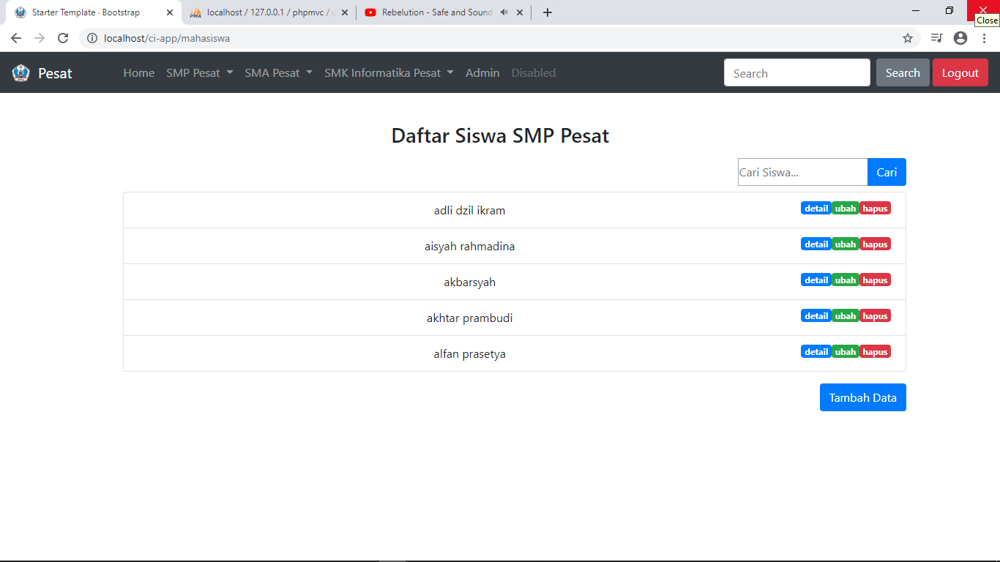 Starter Template · Bootstrap
localhost / 127.0.0.1 / phpmvc / u
Rebelution - Safe and Sound
Close
localhost/ci-app/mahasiswa
Pesat Home SMP Pesat SMA Pesat SMK Informatika Pesat Admin Disabled Search Search Logout
Daftar Siswa SMP Pesat
Cari Siswa... Cari
adli dzil ikram detail ubah hapus
aisyah rahmadina detail ubah hapus
akbarsyah detail ubah hapus
akhtar prambudi detail ubah hapus
alfan prasetya detail ubah hapus
Tambah Data